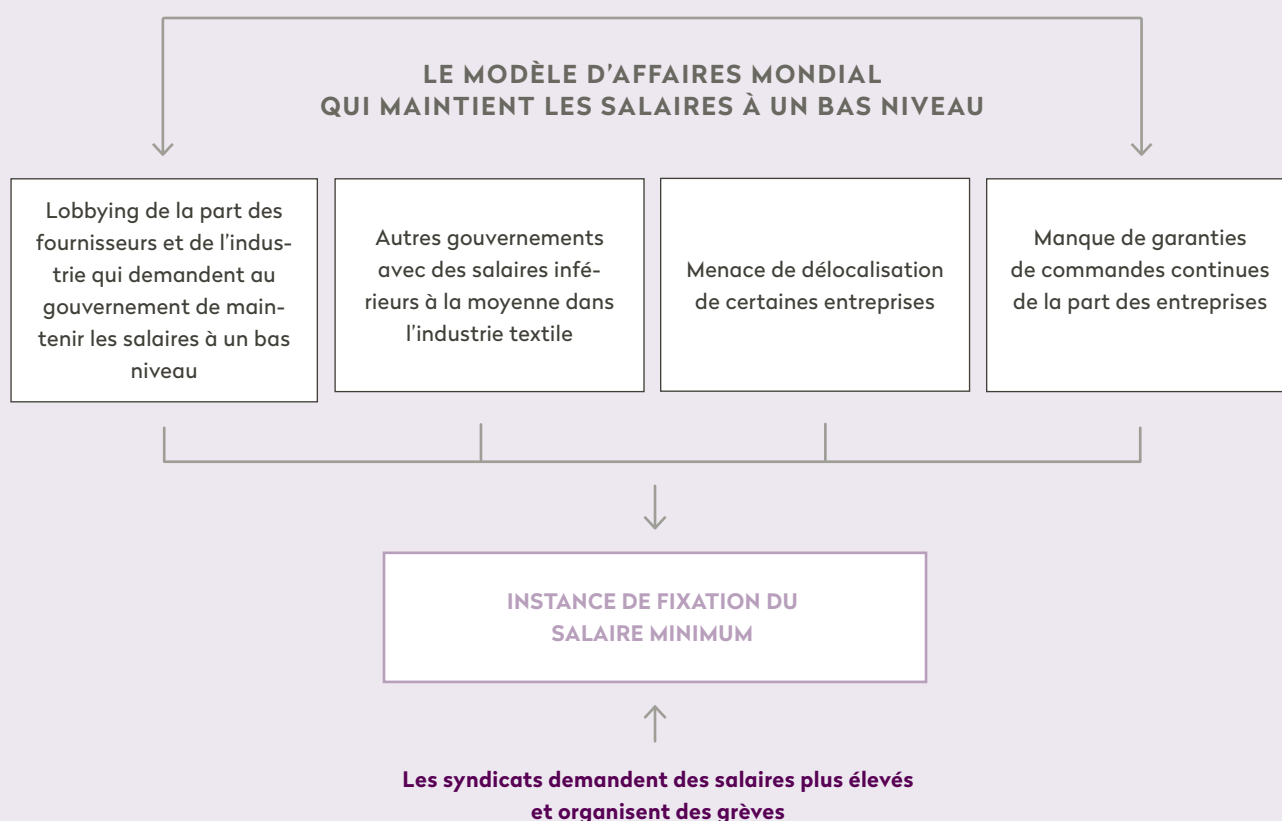 LE MODÈLE D'AFFAIRES MONDIAL
QUI MAINTIENT LES SALAIRES À UN BAS NIVEAU
Lobbying de la part des
fournisseurs et de l'indus-
trie qui demandent au
gouvernement de main-
tenir les salaires à un bas
niveau
Autres gouvernements
avec des salaires infé-
rieurs à la moyenne dans
l'industrie textile
Menace de délocalisation
de certaines entreprises
Manque de garanties
de commandes continues
de la part des entreprises
INSTANCE DE FIXATION DU
SALAIRE MINIMUM
Les syndicats demandent des salaires plus élevés
et organisent des grèves